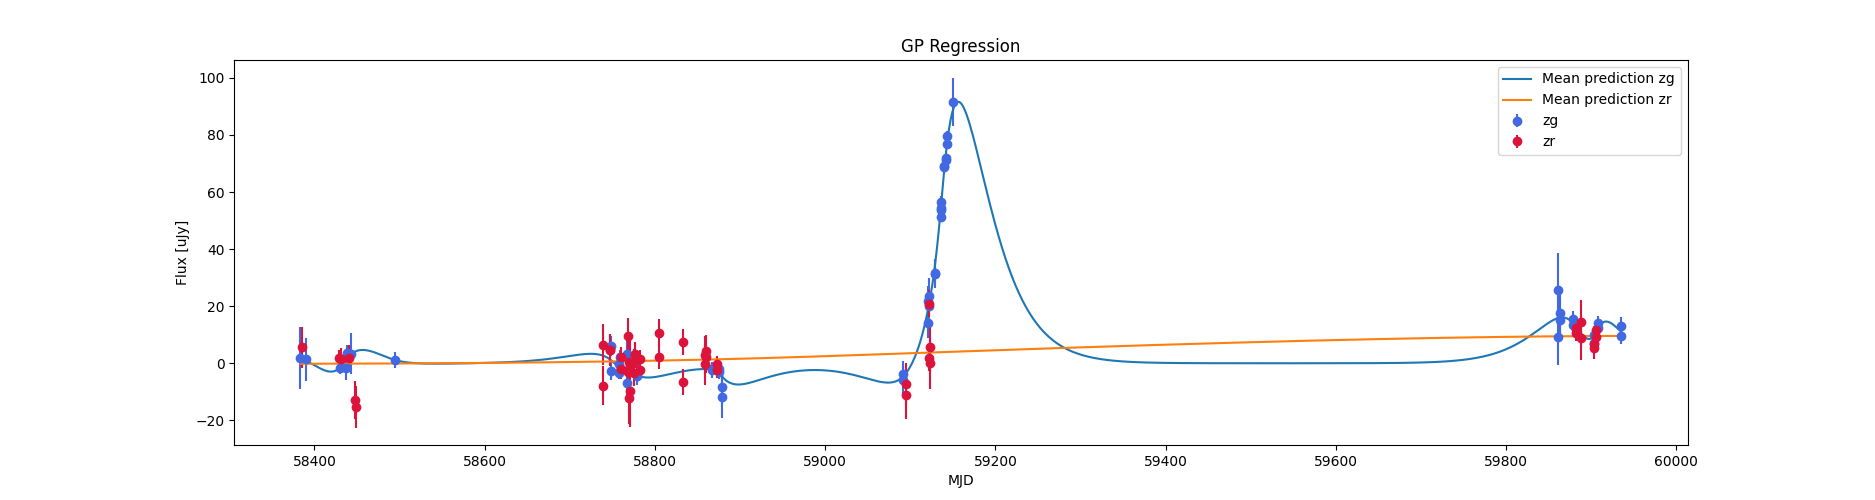 GP Regression
Flux [uJy]
100
80
60
40
20
0
−20
58400
58600
58800
59000
59200
59400
59600
59800
60000
MJD
Mean prediction zg
Mean prediction zr
zg
zr